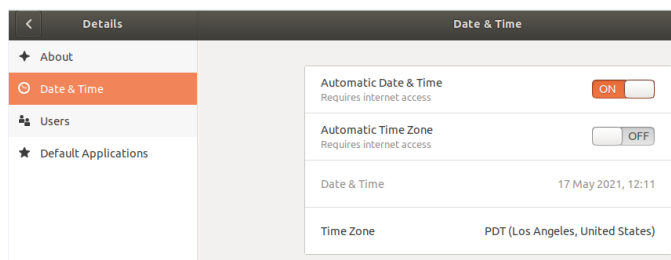 Details
Date & Time
About
Date & Time
Users
Default Applications
Automatic Date & Time
Requires internet access
ON
Automatic Time Zone
Requires internet access
OFF
Date & Time
17 May 2021, 12:11
Time Zone
PDT (Los Angeles, United States)